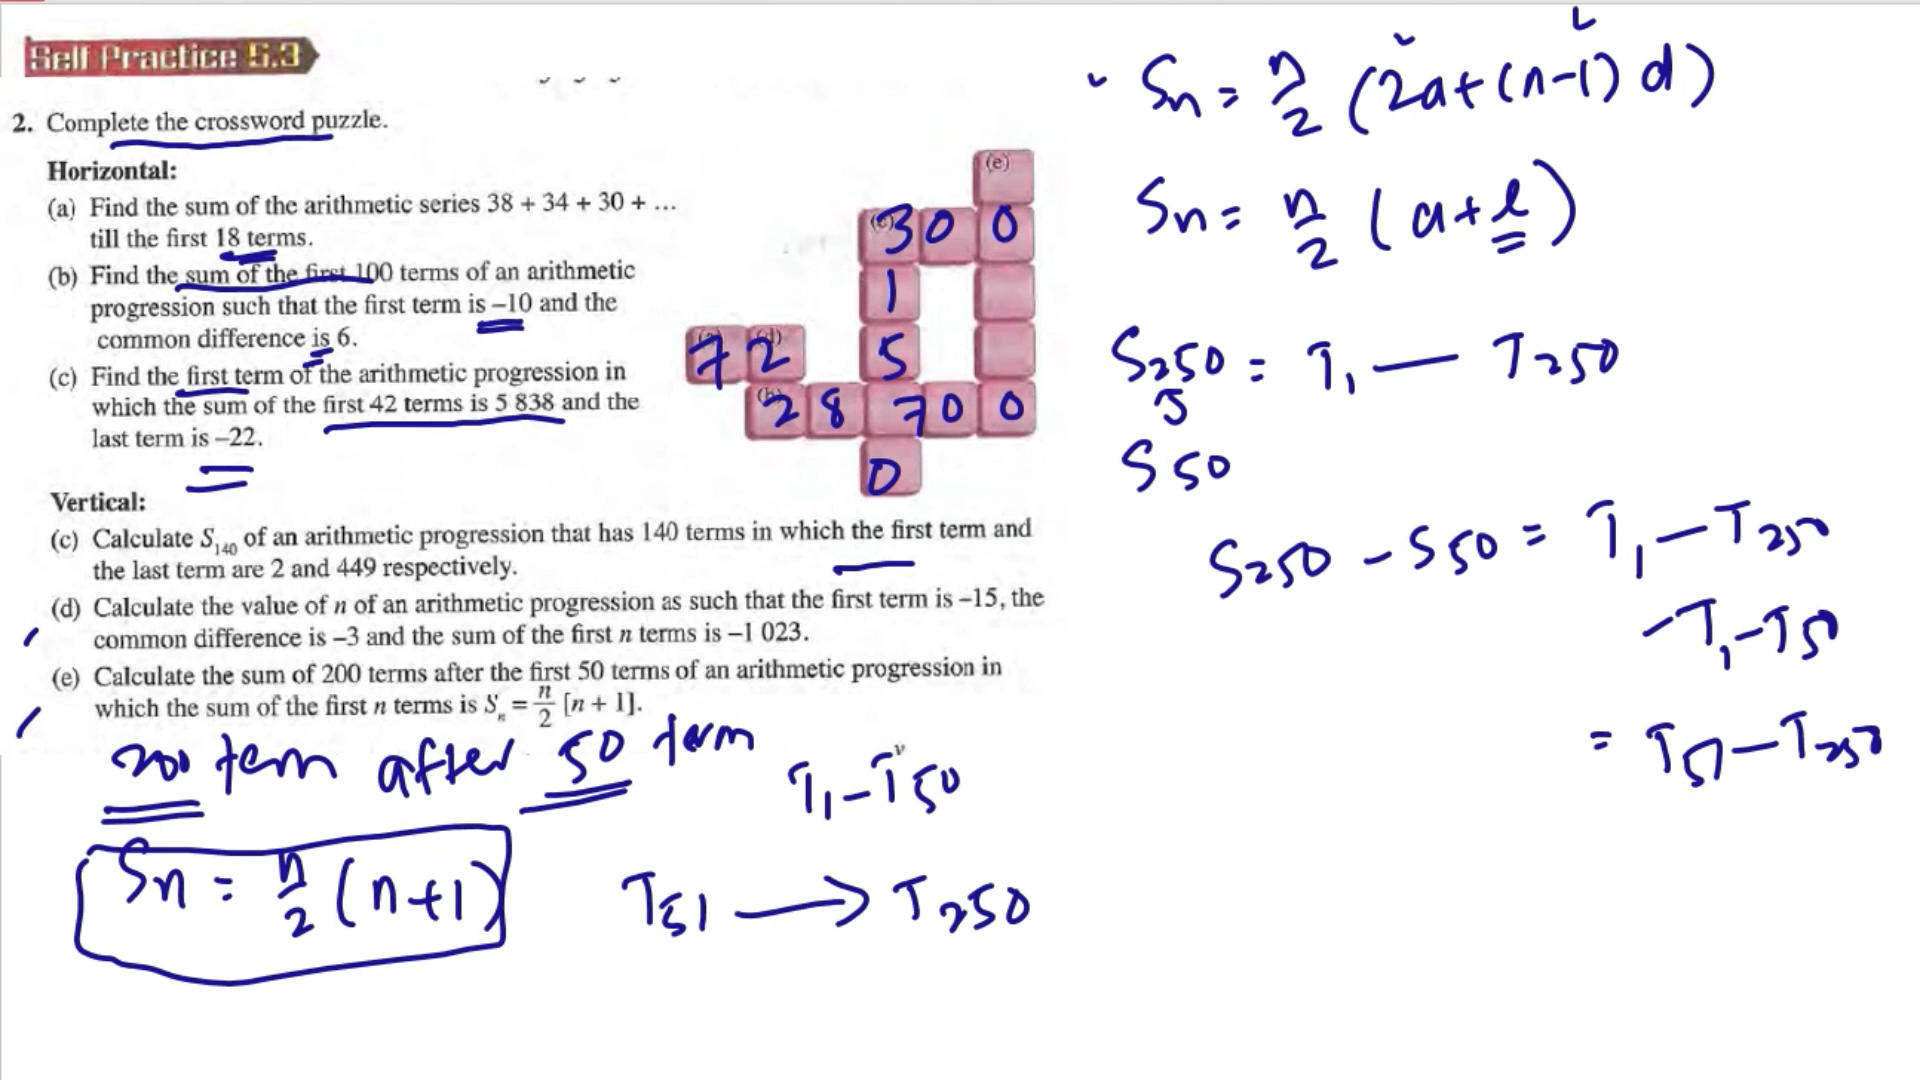 Self Practice 5.3
2. Complete the crossword puzzle.
Horizontal:
(a) Find the sum of the arithmetic series 38 + 34 + 30 + ...
till the first 18 terms.
(b) Find the sum of the first 100 terms of an arithmetic
progression such that the first term is –10 and the
common difference is 6.
(c) Find the first term of the arithmetic progression in
which the sum of the first 42 terms is 5 838 and the
last term is –22.
(e)
(c) 3 0 0
1
(a) 7 (d) 2 5
(b) 2 8 7 0 0
0
Vertical:
(c) Calculate S₁₄₀ of an arithmetic progression that has 140 terms in which the first term and
the last term are 2 and 449 respectively.
(d) Calculate the value of n of an arithmetic progression as such that the first term is –15, the
common difference is –3 and the sum of the first n terms is –1 023.
(e) Calculate the sum of 200 terms after the first 50 terms of an arithmetic progression in
which the sum of the first n terms is Sₙ = n/2 [n + 1].
200 term after 50 term
T₁ – T50
Sn = n/2 (n+1)
T51 → T250
Sn = n/2 (2a+(n-1)d)
Sn = n/2 (a+l)
S250 = T₁ — T250
S50
S250 - S50 = T₁ – T250
-T₁-T50
= T51 – T250